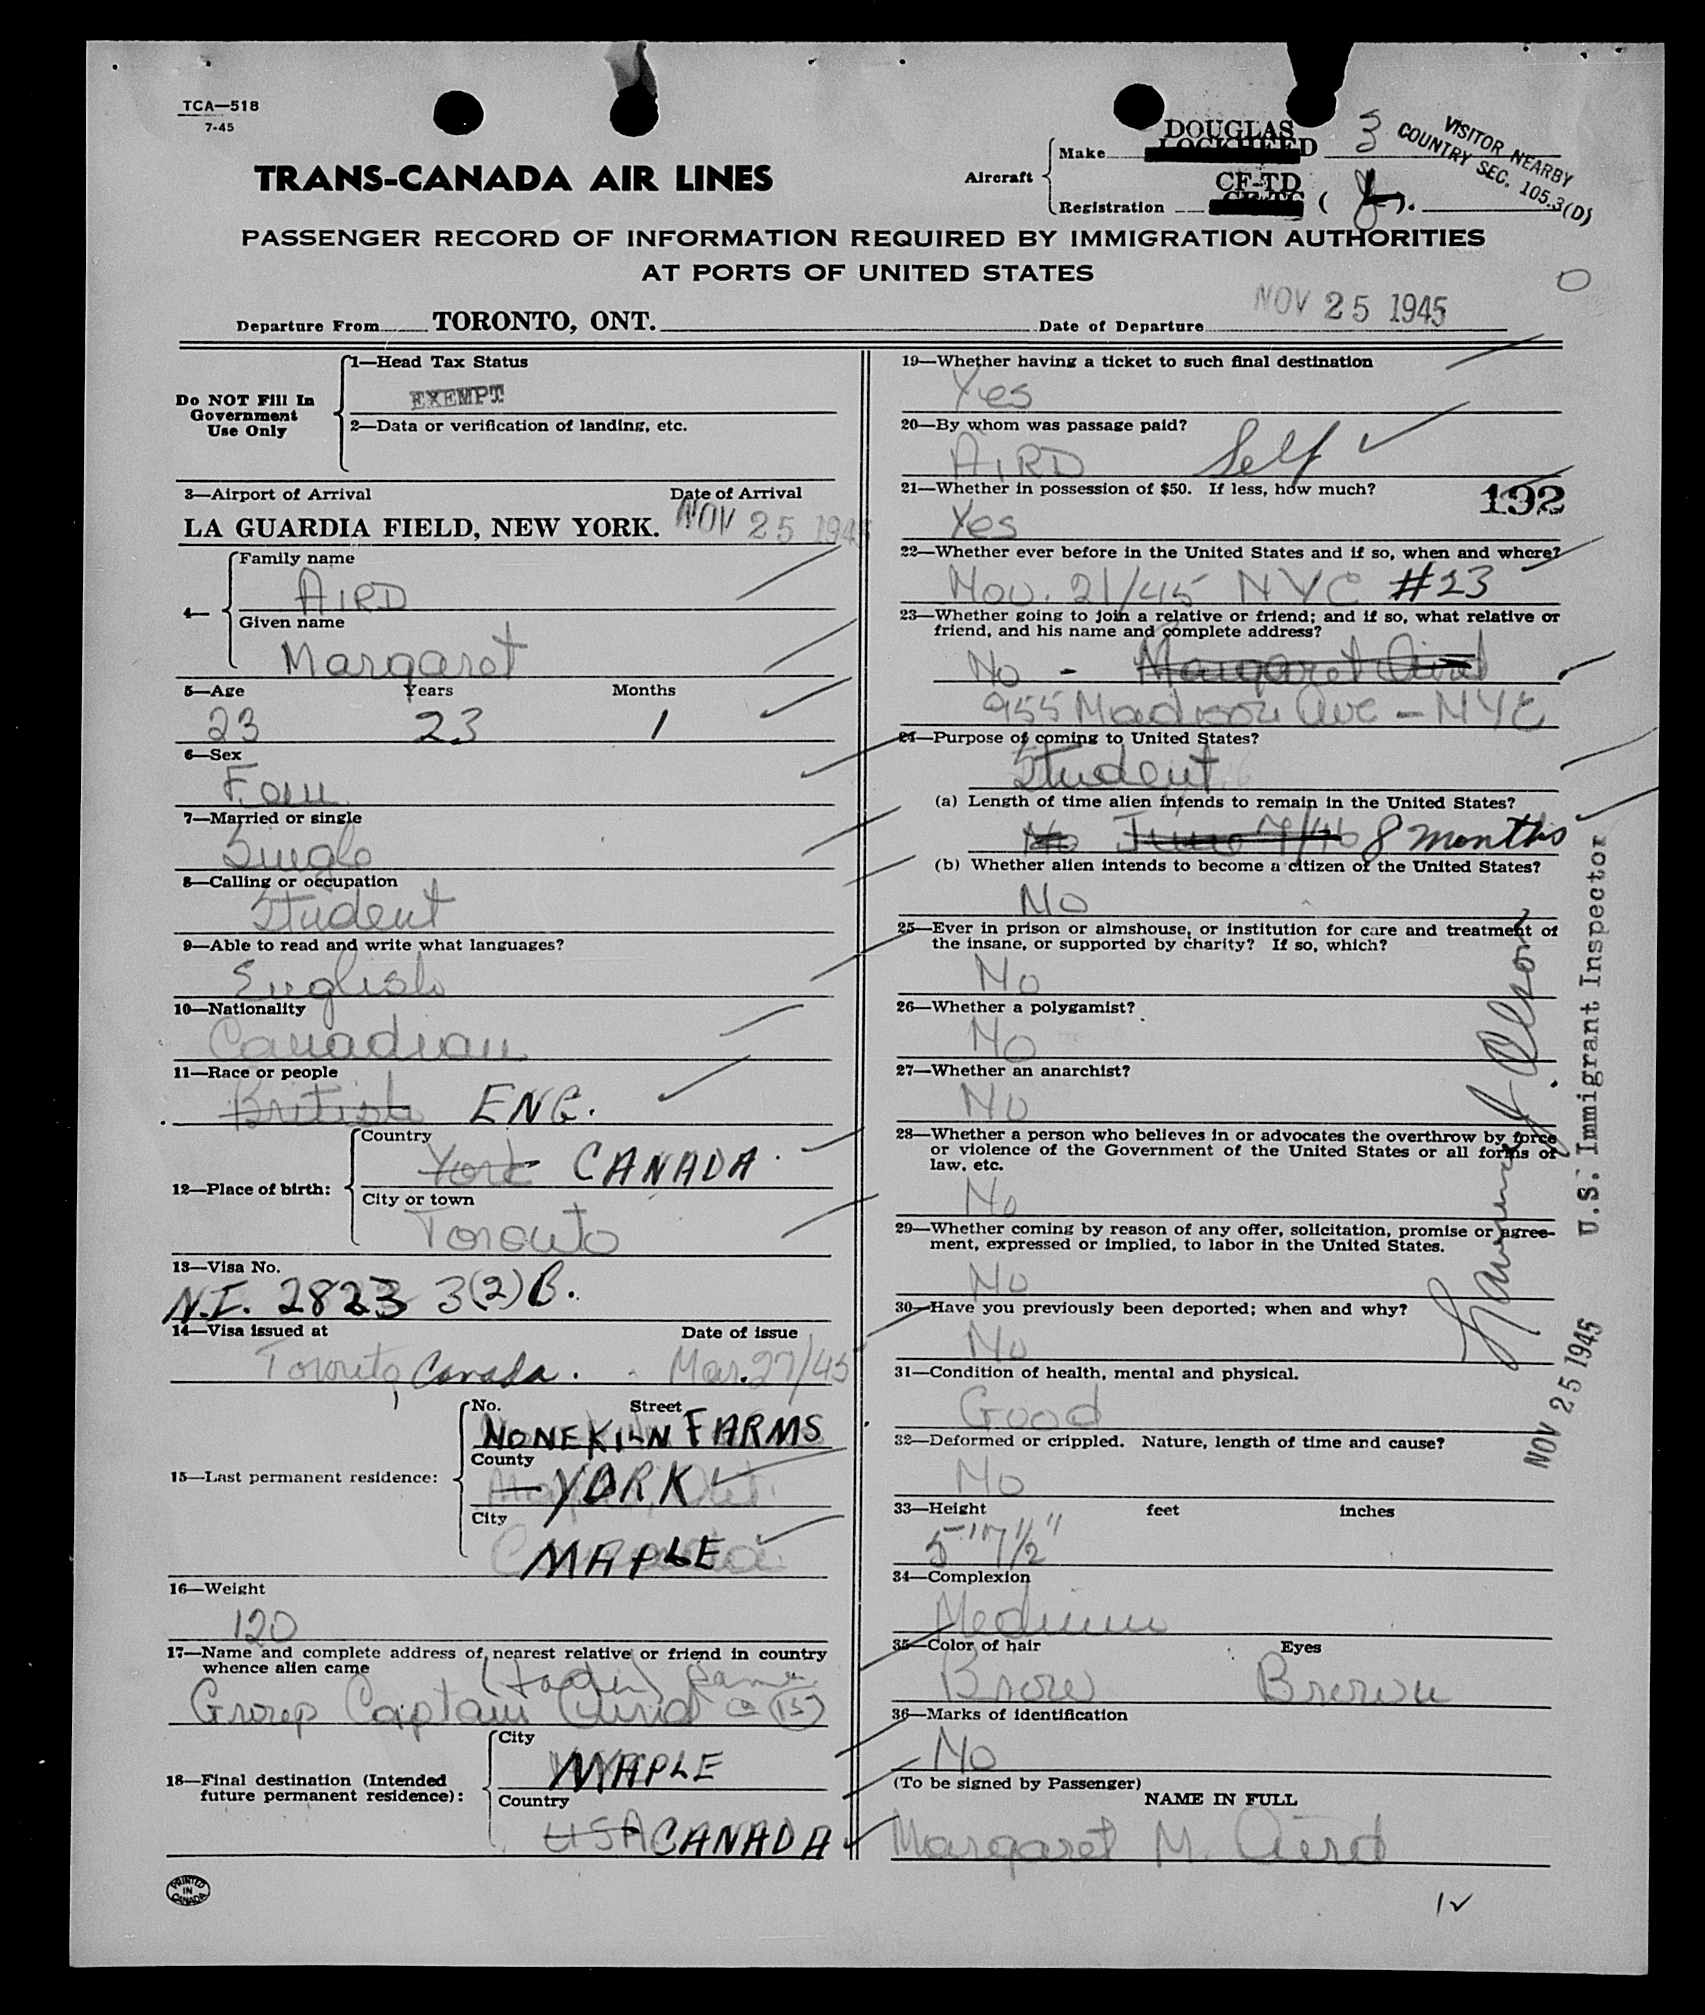 TCA—518
7-45
TRANS-CANADA AIR LINES
Aircraft
Make DOUGLAS LOCKHEED 3
Registration CF-TD ( ).
VISITOR NEARBY
COUNTRY SEC. 105.3(D)
PASSENGER RECORD OF INFORMATION REQUIRED BY IMMIGRATION AUTHORITIES
AT PORTS OF UNITED STATES
Departure From TORONTO, ONT. Date of Departure NOV 25 1945
Do NOT Fill In
Government
Use Only
1—Head Tax Status
EXEMPT
2—Data or verification of landing, etc.
3—Airport of Arrival Date of Arrival
LA GUARDIA FIELD, NEW YORK. NOV 25 1945
4—
Family name
AIRD
Given name
Margaret
5—Age Years Months
23 23 1
6—Sex
Fem
7—Married or single
Single
8—Calling or occupation
Student
9—Able to read and write what languages?
English
10—Nationality
Canadian
11—Race or people
British ENG.
12—Place of birth:
Country
York CANADA
City or town
Toronto
13—Visa No.
N.I. 2823 3(2)B.
14—Visa issued at Date of issue
Toronto, Canada. Mar. 27/45
15—Last permanent residence:
No. Street
NONEKILN FARMS
County
YORK
City
MAPLE
16—Weight
120
17—Name and complete address of nearest relative or friend in country
whence alien came
(father) same
Group Captain Aird (15)
18—Final destination (Intended
future permanent residence):
City
MAPLE
Country
USA CANADA
PRINTED
IN
CANADA
19—Whether having a ticket to such final destination
Yes
20—By whom was passage paid?
AIRD Self
21—Whether in possession of $50. If less, how much?
192
Yes
22—Whether ever before in the United States and if so, when and where?
Nov. 21/45 NYC #23
23—Whether going to join a relative or friend; and if so, what relative or
friend, and his name and complete address?
No - Margaret Aird
955 Madison Ave - NYC
24—Purpose of coming to United States?
Student
(a) Length of time alien intends to remain in the United States?
No June 7/46 8 months
(b) Whether alien intends to become a citizen of the United States?
No
25—Ever in prison or almshouse, or institution for care and treatment of
the insane, or supported by charity? If so, which?
No
26—Whether a polygamist?
No
27—Whether an anarchist?
No
28—Whether a person who believes in or advocates the overthrow by force
or violence of the Government of the United States or all forms of
law, etc.
No
29—Whether coming by reason of any offer, solicitation, promise or agree-
ment, expressed or implied, to labor in the United States.
No
30—Have you previously been deported; when and why?
No
31—Condition of health, mental and physical.
Good
32—Deformed or crippled. Nature, length of time and cause?
No
33—Height feet inches
5'7½"
34—Complexion
Medium
35—Color of hair Eyes
Brow Brown
36—Marks of identification
No
(To be signed by Passenger)
NAME IN FULL
Margaret M. Aird
U.S. Immigrant Inspector
NOV 25 1945